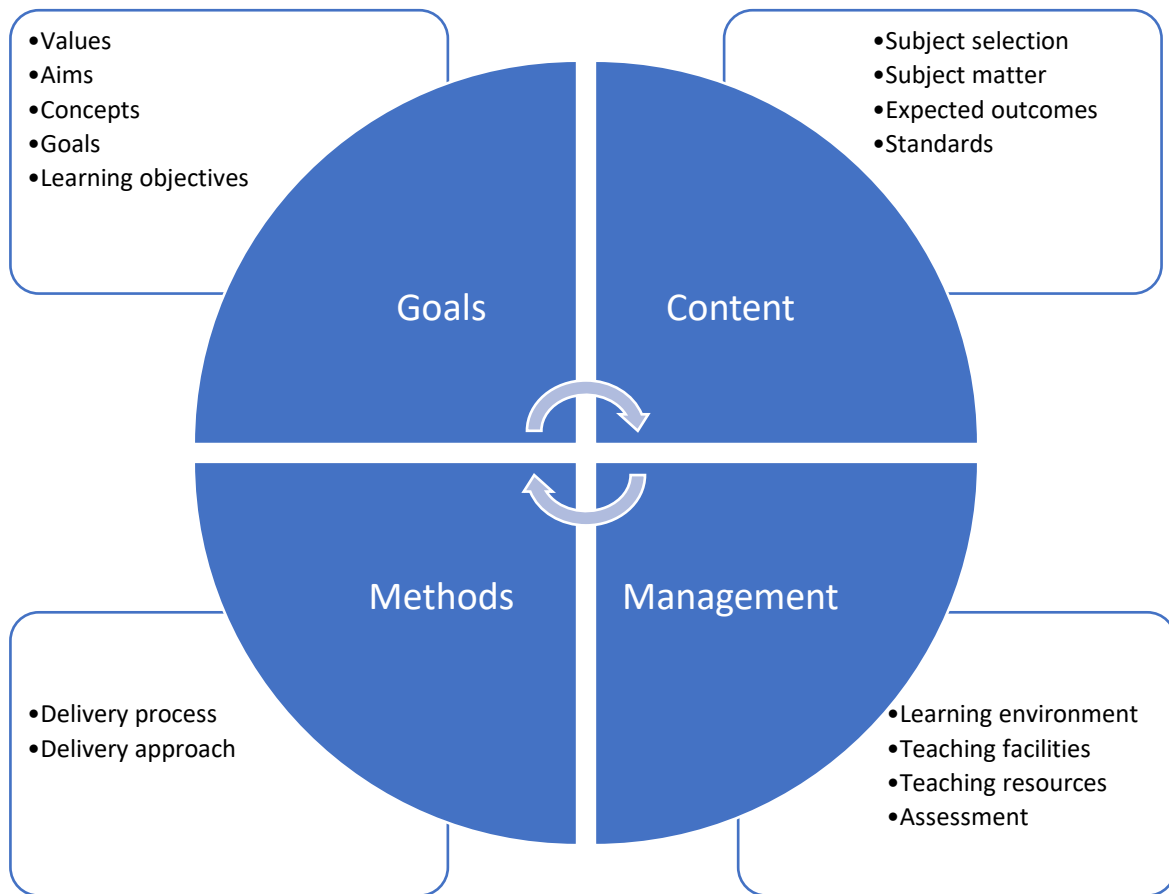 •Values
•Aims
•Concepts
•Goals
•Learning objectives
•Subject selection
•Subject matter
•Expected outcomes
•Standards
Goals
Content
Methods
Management
•Delivery process
•Delivery approach
•Learning environment
•Teaching facilities
•Teaching resources
•Assessment